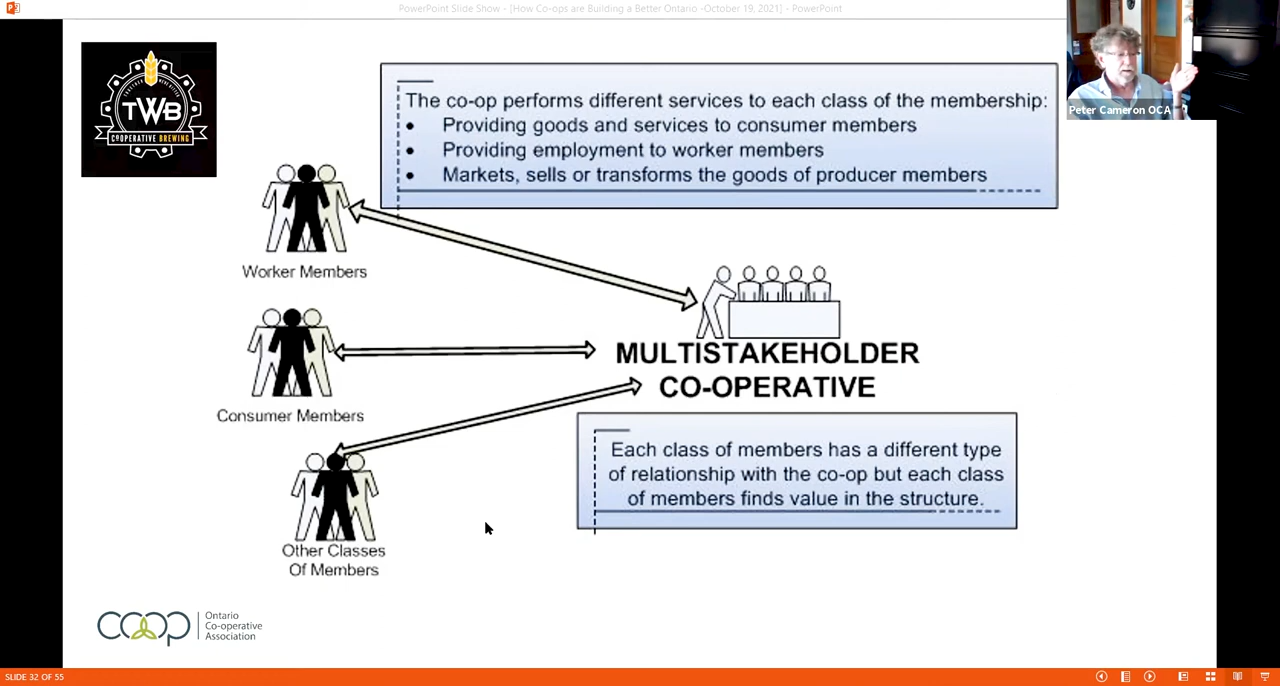 PowerPoint Slide Show - [How Co-ops are Building a Better Ontario -October 19, 2021] - PowerPoint
TWB
COOPERATIVE BREWING
The co-op performs different services to each class of the membership:
• Providing goods and services to consumer members
• Providing employment to worker members
• Markets, sells or transforms the goods of producer members
Peter Cameron OCA
Worker Members
Consumer Members
MULTISTAKEHOLDER
CO-OPERATIVE
Each class of members has a different type
of relationship with the co-op but each class
of members finds value in the structure.
Other Classes
Of Members
coop
Ontario
Co-operative
Association
SLIDE 32 OF 55